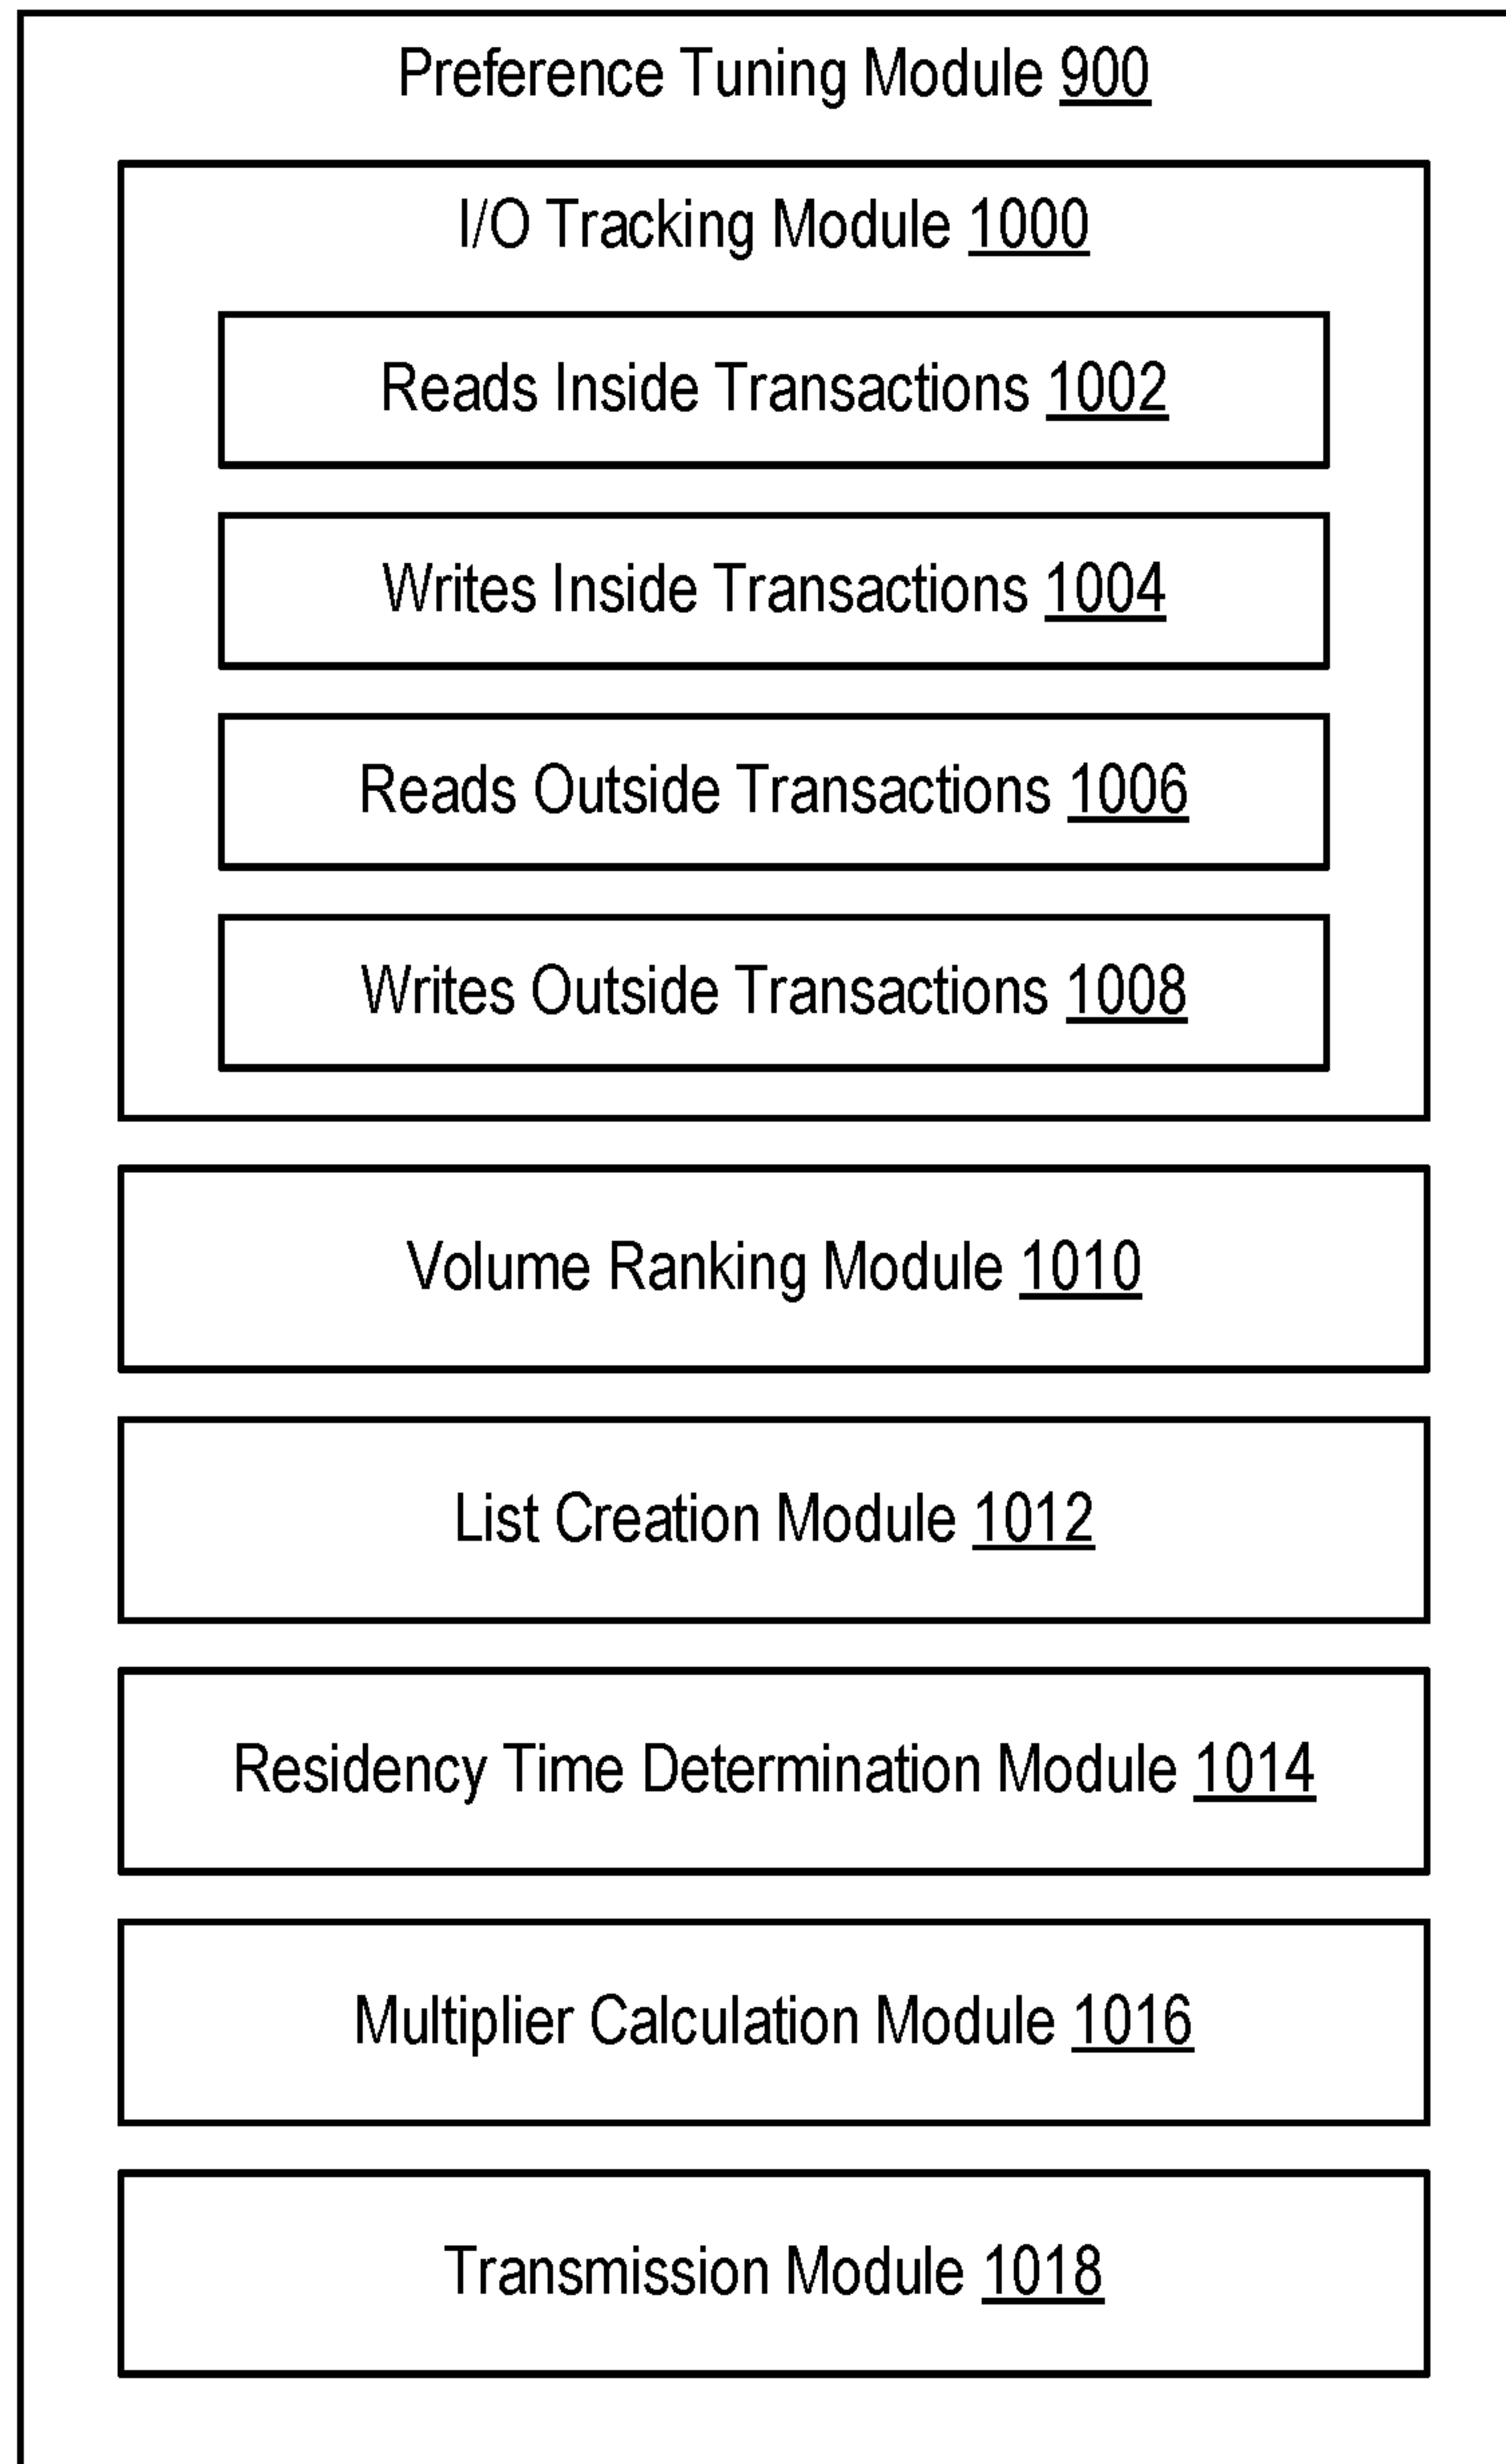 Preference Tuning Module 900
I/O Tracking Module 1000
Reads Inside Transactions 1002
Writes Inside Transactions 1004
Reads Outside Transactions 1006
Writes Outside Transactions 1008
Volume Ranking Module 1010
List Creation Module 1012
Residency Time Determination Module 1014
Multiplier Calculation Module 1016
Transmission Module 1018